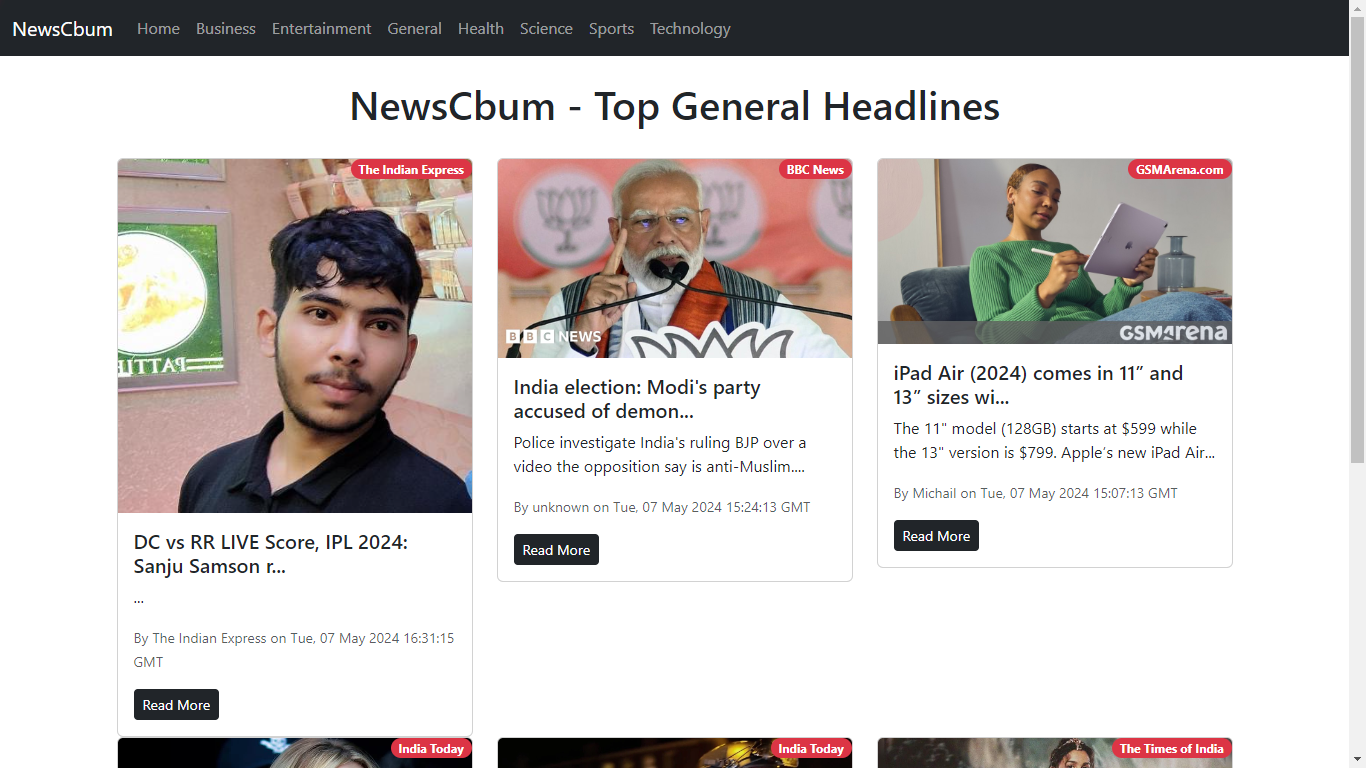 NewsCbum Home Business Entertainment General Health Science Sports Technology
NewsCbum - Top General Headlines
The Indian Express
DC vs RR LIVE Score, IPL 2024:
Sanju Samson r...
...
By The Indian Express on Tue, 07 May 2024 16:31:15
GMT
Read More
BBC News
BBC NEWS
India election: Modi's party
accused of demon...
Police investigate India's ruling BJP over a
video the opposition say is anti-Muslim....
By unknown on Tue, 07 May 2024 15:24:13 GMT
Read More
GSMArena.com
GSMArena
iPad Air (2024) comes in 11” and
13” sizes wi...
The 11" model (128GB) starts at $599 while
the 13" version is $799. Apple’s new iPad Air...
By Michail on Tue, 07 May 2024 15:07:13 GMT
Read More
India Today
India Today
The Times of India